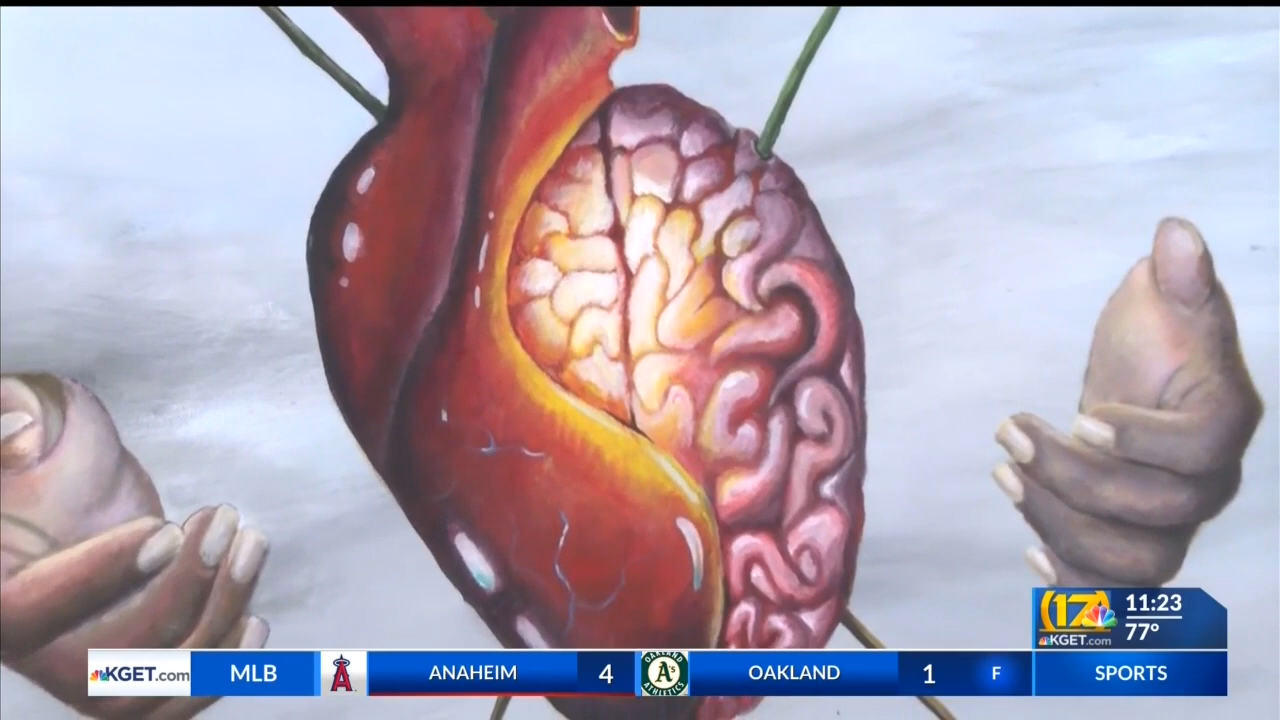 17
KGET.com
11:23
77°
KGET.com MLB A ANAHEIM 4 OAKLAND A's ATHLETICS OAKLAND 1 F SPORTS